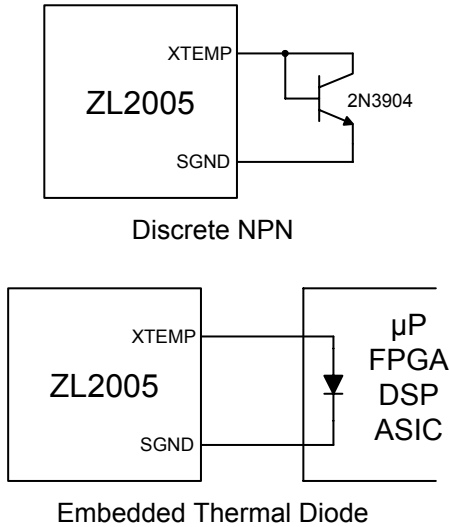 XTEMP
ZL2005
2N3904
SGND
Discrete NPN
XTEMP
ZL2005
SGND
µP
FPGA
DSP
ASIC
Embedded Thermal Diode